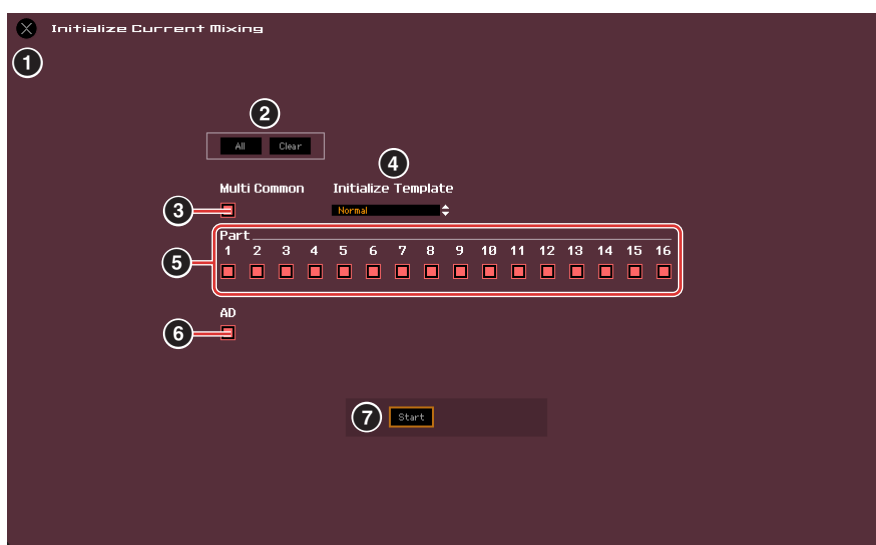 Initialize Current Mixing
1
2
All Clear
4
Multi Common Initialize Template
3 Normal
Part
1 2 3 4 5 6 7 8 9 10 11 12 13 14 15 16
5
AD
6
7 Start